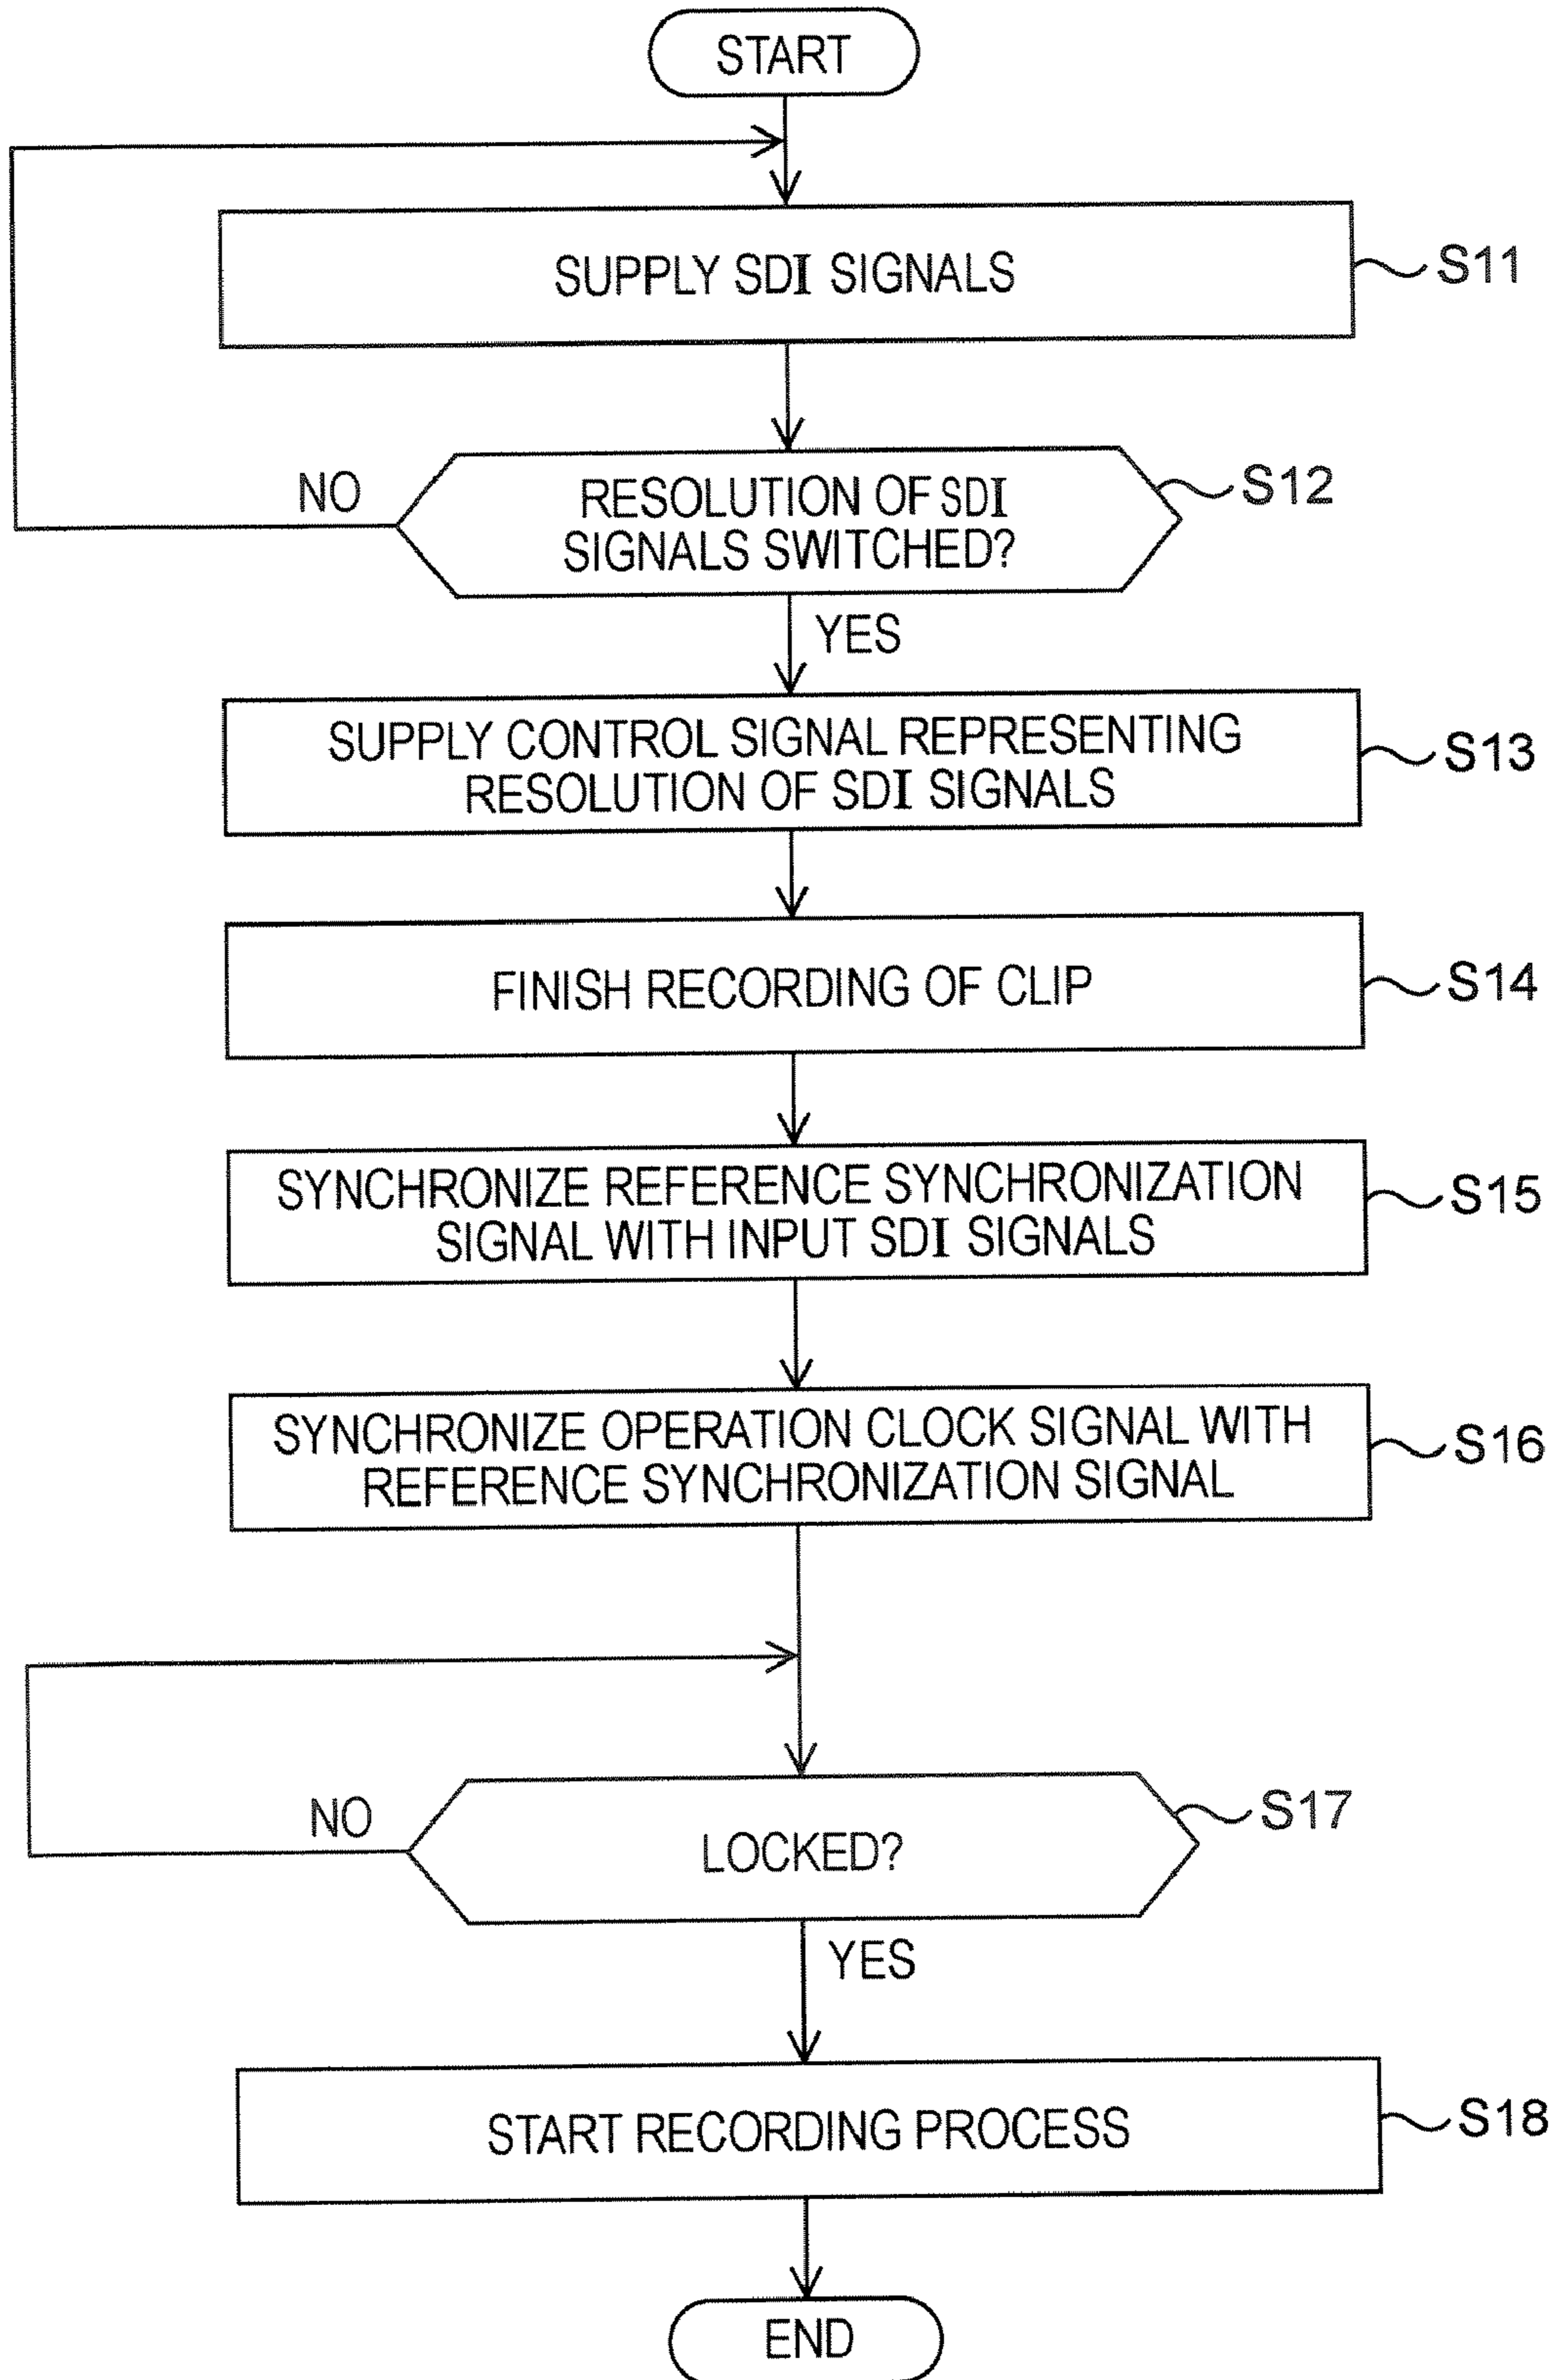 START
SUPPLY SDI SIGNALS
S11
NO
RESOLUTION OF SDI
SIGNALS SWITCHED?
S12
YES
SUPPLY CONTROL SIGNAL REPRESENTING
RESOLUTION OF SDI SIGNALS
S13
FINISH RECORDING OF CLIP
S14
SYNCHRONIZE REFERENCE SYNCHRONIZATION
SIGNAL WITH INPUT SDI SIGNALS
S15
SYNCHRONIZE OPERATION CLOCK SIGNAL WITH
REFERENCE SYNCHRONIZATION SIGNAL
S16
NO
LOCKED?
S17
YES
START RECORDING PROCESS
S18
END